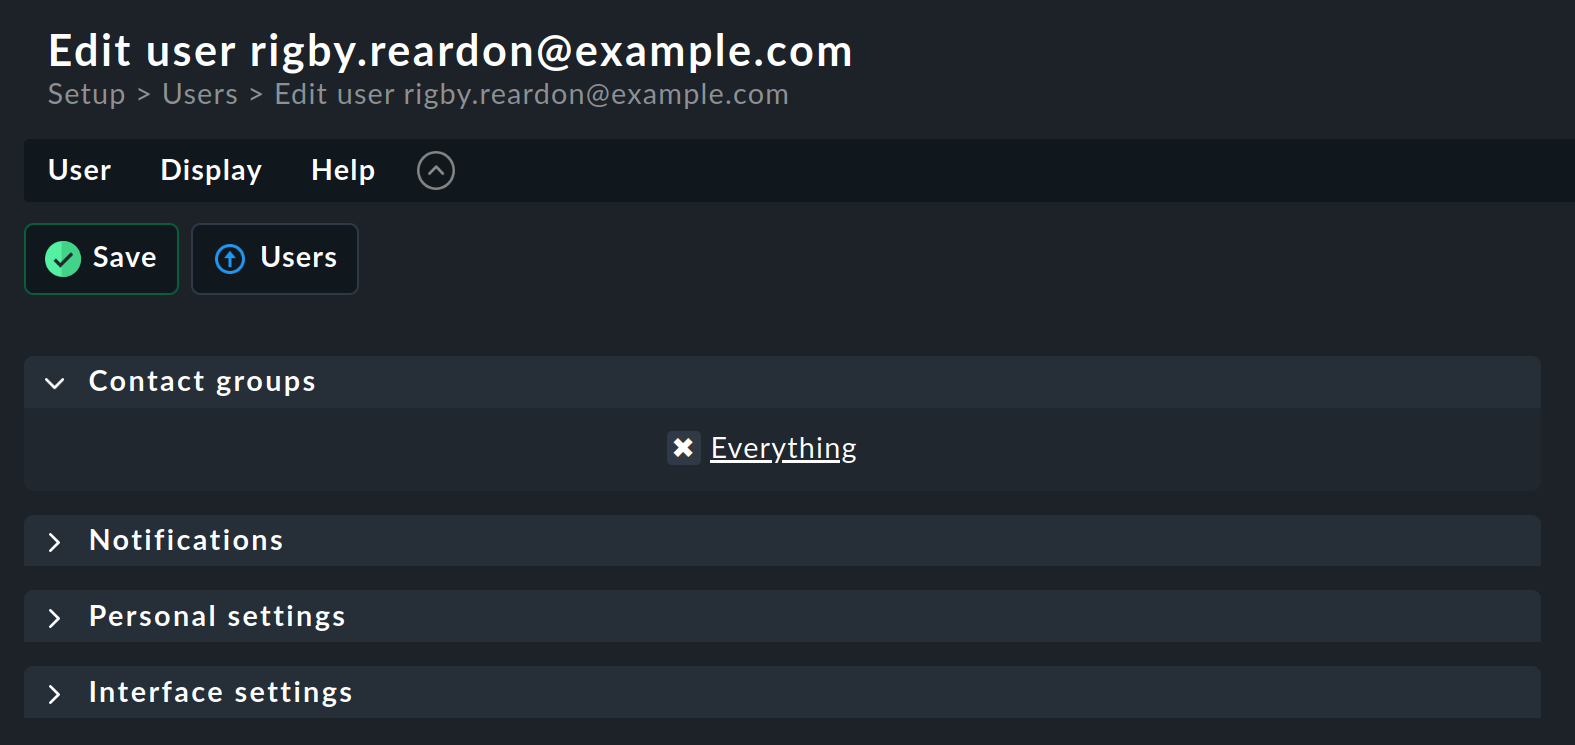 Edit user rigby.reardon@example.com
Setup > Users > Edit user rigby.reardon@example.com
User Display Help
Save Users
Contact groups
Everything
Notifications
Personal settings
Interface settings